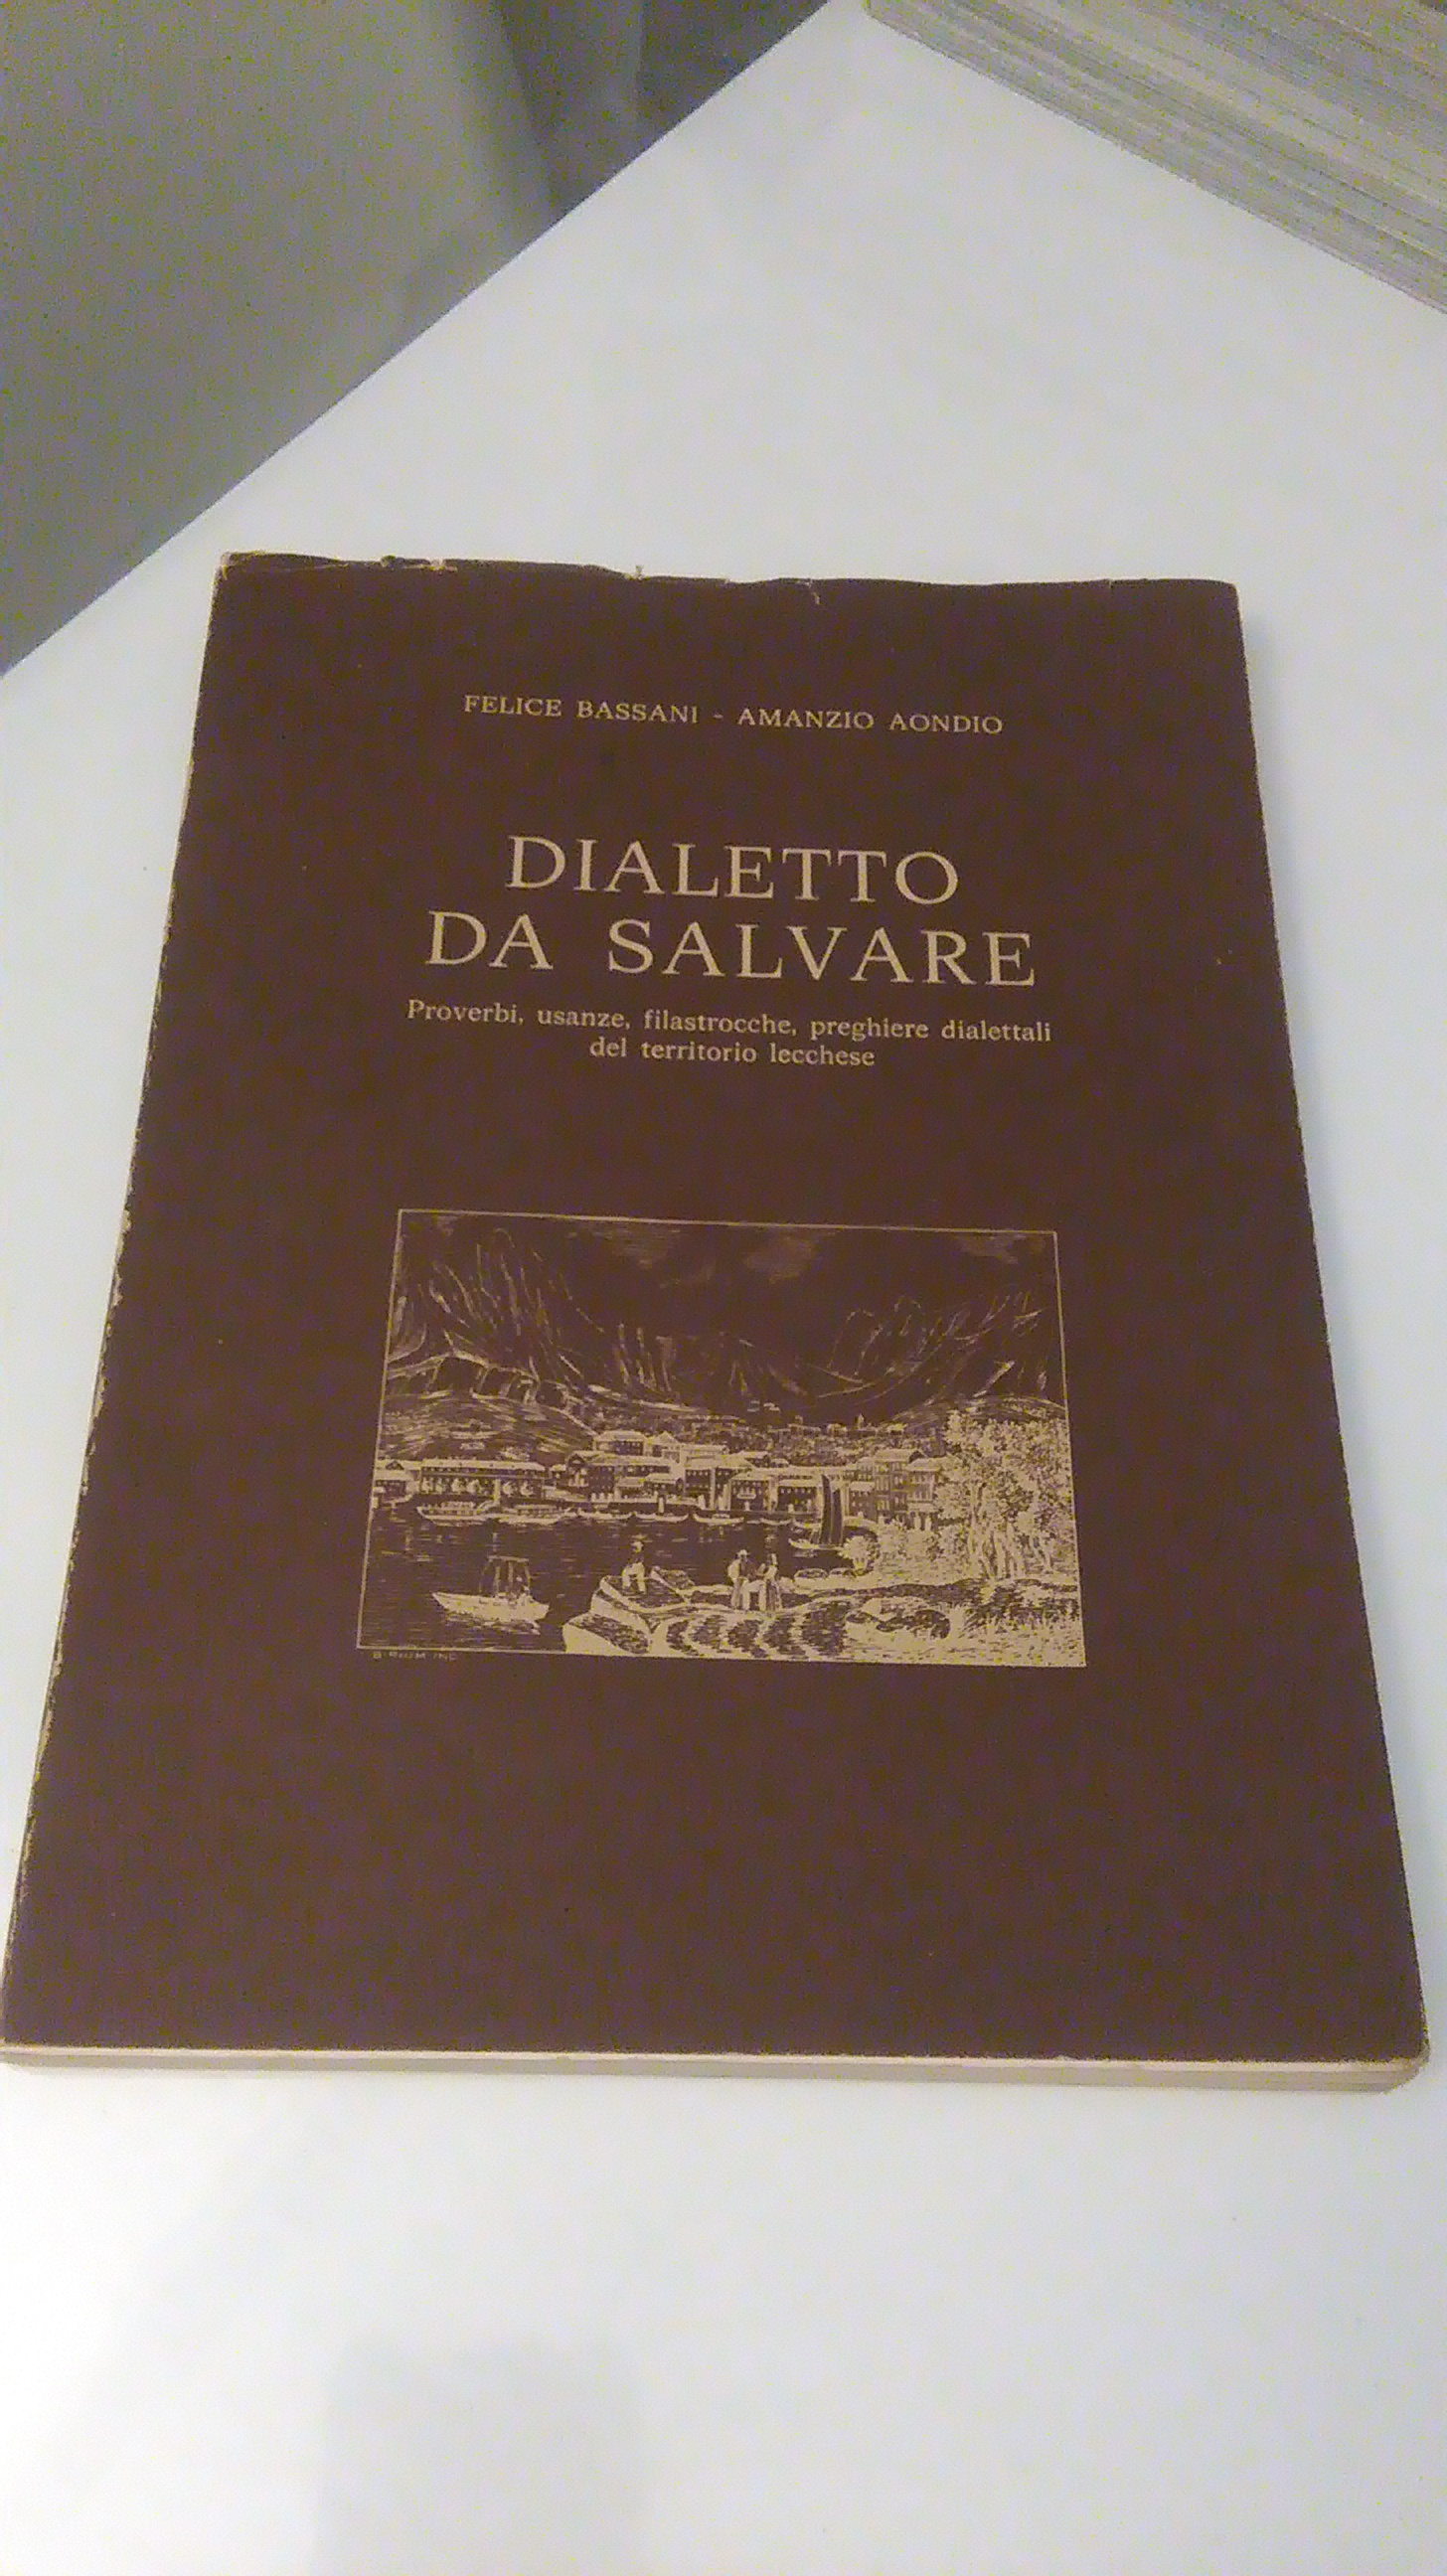 FELICE BASSANI - AMANZIO AONDIO
DIALETTO
DA SALVARE
Proverbi, usanze, filastrocche, preghiere dialettali
del territorio lecchese